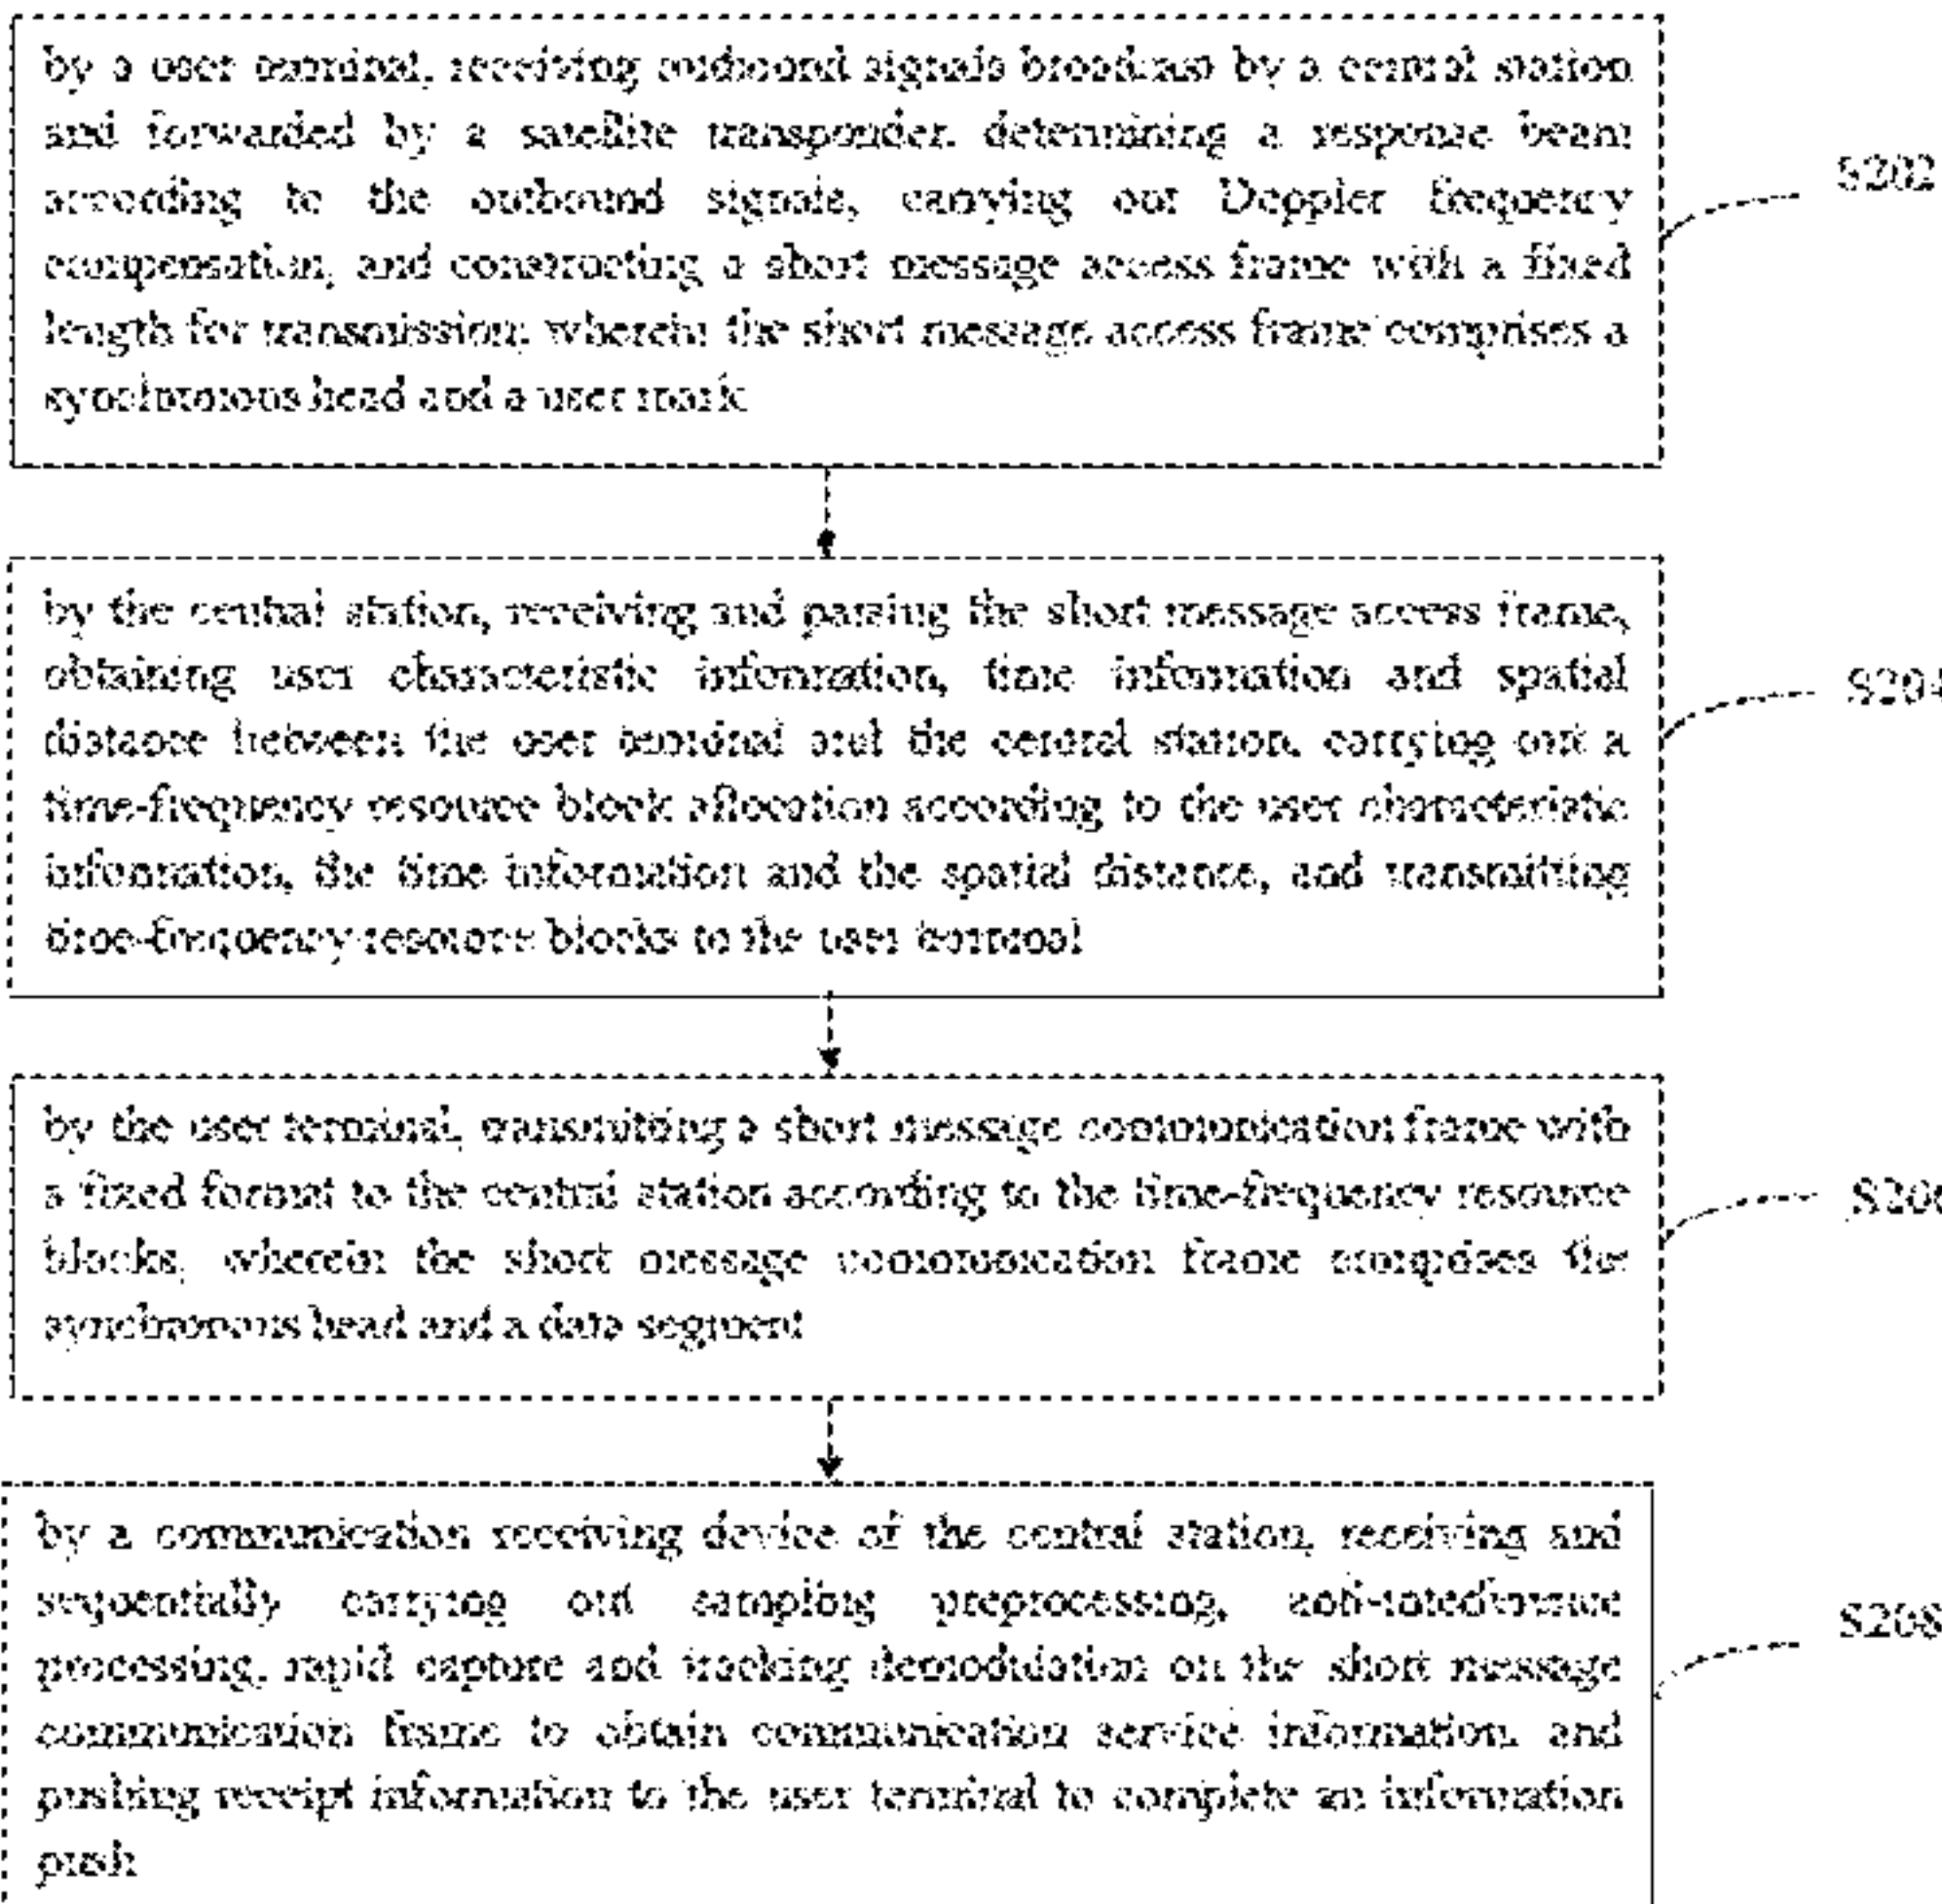 by a user terminal, receiving outbound signals broadcast by a central station
and forwarded by a satellite transponder, determining a response beam
according to the outbound signals, carrying out Doppler frequency
compensation, and constructing a short message access frame with a fixed
length for transmission, wherein the short message access frame comprises a
synchronous head and a user mark
S202
by the central station, receiving and parsing the short message access frame,
obtaining user characteristic information, time information and spatial
distance between the user terminal and the central station, carrying out a
time-frequency resource block allocation according to the user characteristic
information, the time information and the spatial distance, and transmitting
time-frequency resource blocks to the user terminal
S204
by the user terminal, transmitting a short message communication frame with
a fixed format to the central station according to the time-frequency resource
blocks, wherein the short message communication frame comprises the
synchronous head and a data segment
S206
by a communication receiving device of the central station, receiving and
sequentially carrying out sampling preprocessing, anti-interference
processing, rapid capture and tracking demodulation on the short message
communication frame to obtain communication service information, and
pushing receipt information to the user terminal to complete an information
push
S208